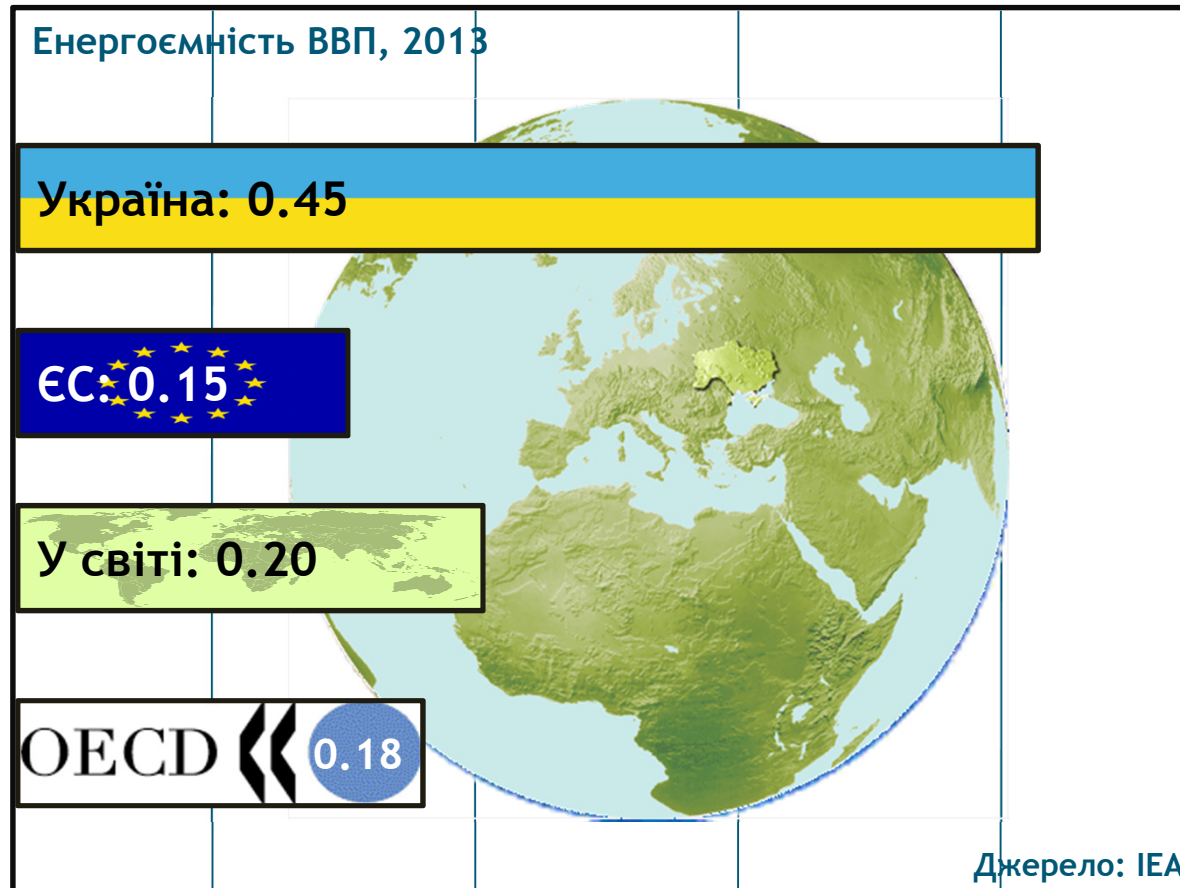 Енергоємність ВВП, 2013
Україна: 0.45
ЄС: 0.15
У світі: 0.20
OECD 0.18
Джерело: IEA